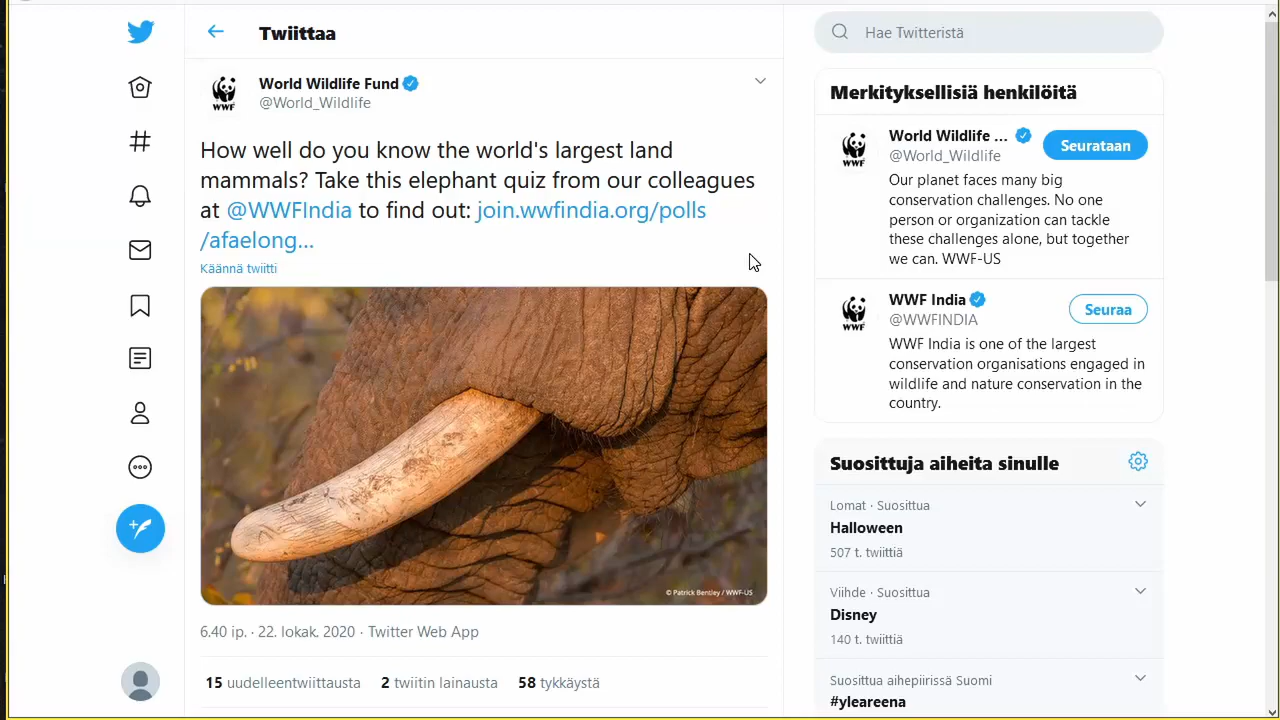 Twiittaa
World Wildlife Fund
@World_Wildlife
How well do you know the world's largest land
mammals? Take this elephant quiz from our colleagues
at @WWFIndia to find out: join.wwfindia.org/polls
/afaelong...
Käännä twiitti
© Patrick Bentley / WWF-US
6.40 ip. · 22. lokak. 2020 · Twitter Web App
15 uudelleentwiittausta 2 twiitin lainausta 58 tykkäystä
Hae Twitteristä
Merkityksellisiä henkilöitä
World Wildlife ...
@World_Wildlife
Seurataan
Our planet faces many big
conservation challenges. No one
person or organization can tackle
these challenges alone, but together
we can. WWF-US
WWF India
@WWFINDIA
Seuraa
WWF India is one of the largest
conservation organisations engaged in
wildlife and nature conservation in the
country.
Suosittuja aiheita sinulle
Lomat · Suosittua
Halloween
507 t. twiittiä
Viihde · Suosittua
Disney
140 t. twiittiä
Suosittua aihepiirissä Suomi
#yleareena
WWF
WWF
WWF